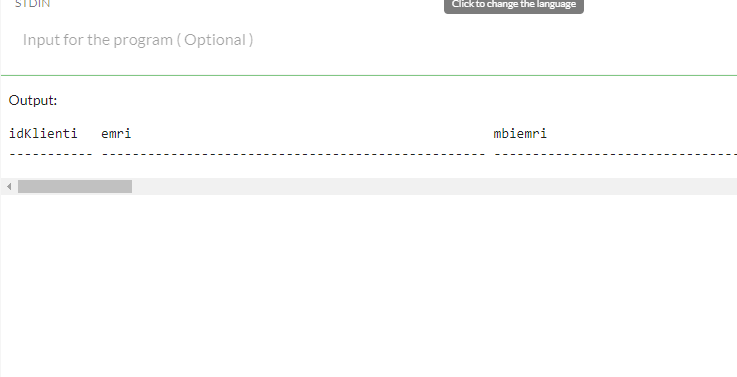 STDIN
Click to change the language
Input for the program ( Optional )
Output:
idKlienti emri mbiemri
----------- -------------------------------------------------- --------------------------------